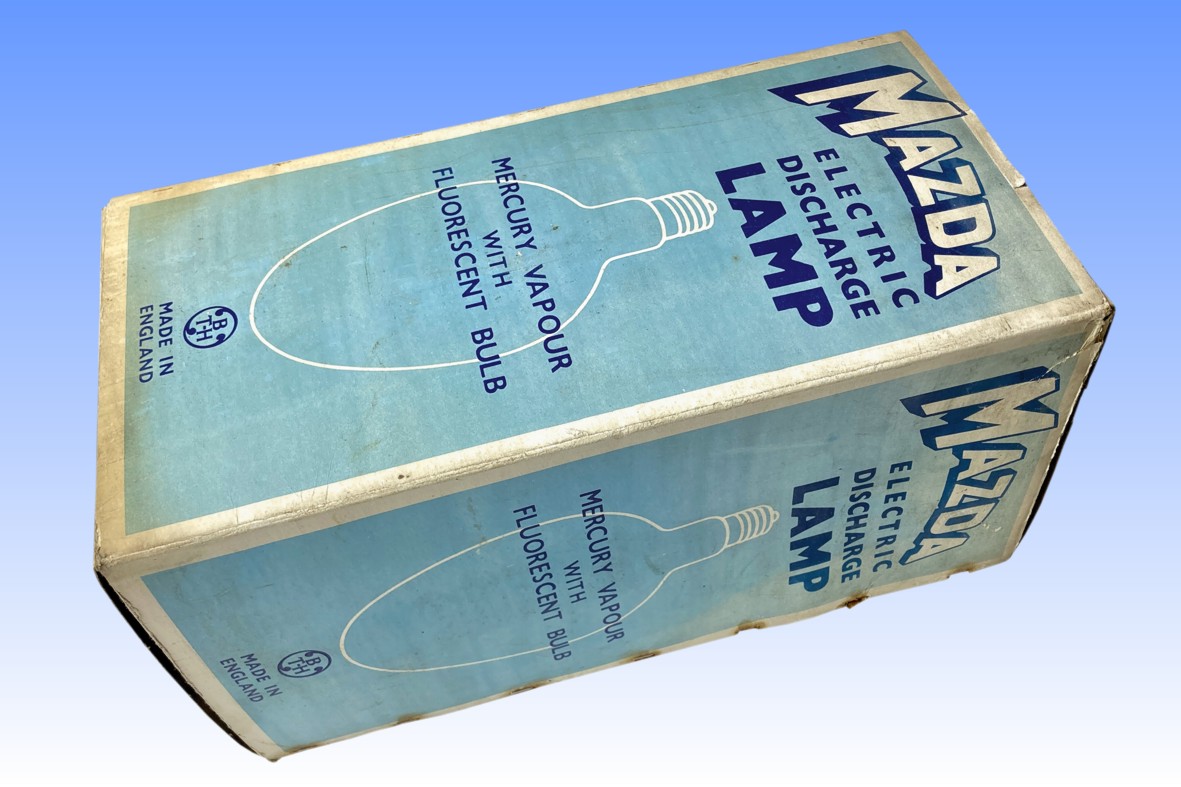 MAZDA
ELECTRIC
DISCHARGE
LAMP
MERCURY VAPOUR
WITH
FLUORESCENT BULB
BTH
MADE IN
ENGLAND
MAZDA
ELECTRIC
DISCHARGE
LAMP
MERCURY VAPOUR
WITH
FLUORESCENT BULB
BTH
MADE IN
ENGLAND